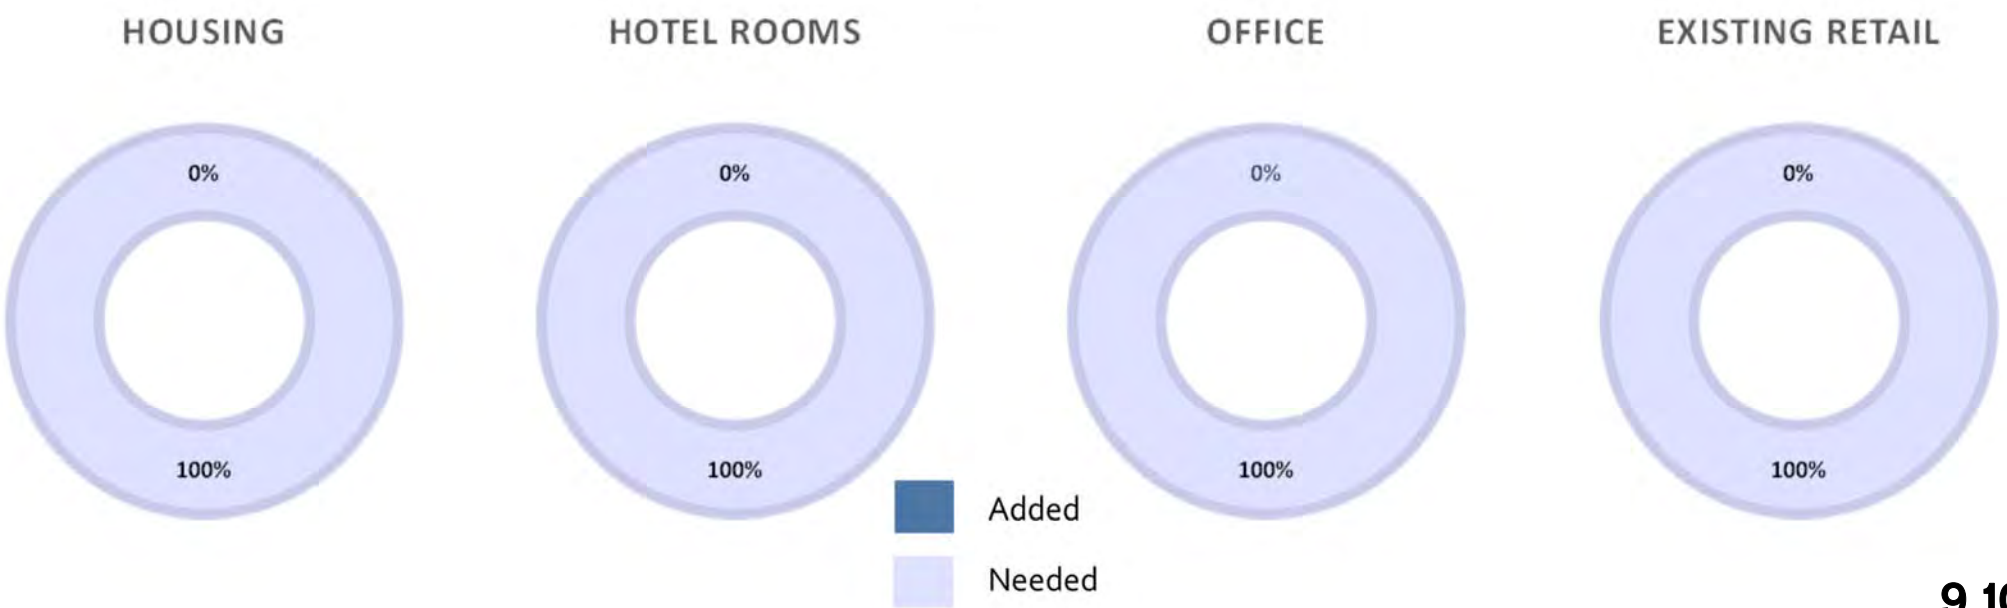 HOUSING
HOTEL ROOMS
OFFICE
EXISTING RETAIL
0%
0%
0%
0%
100%
100%
100%
100%
Added
Needed